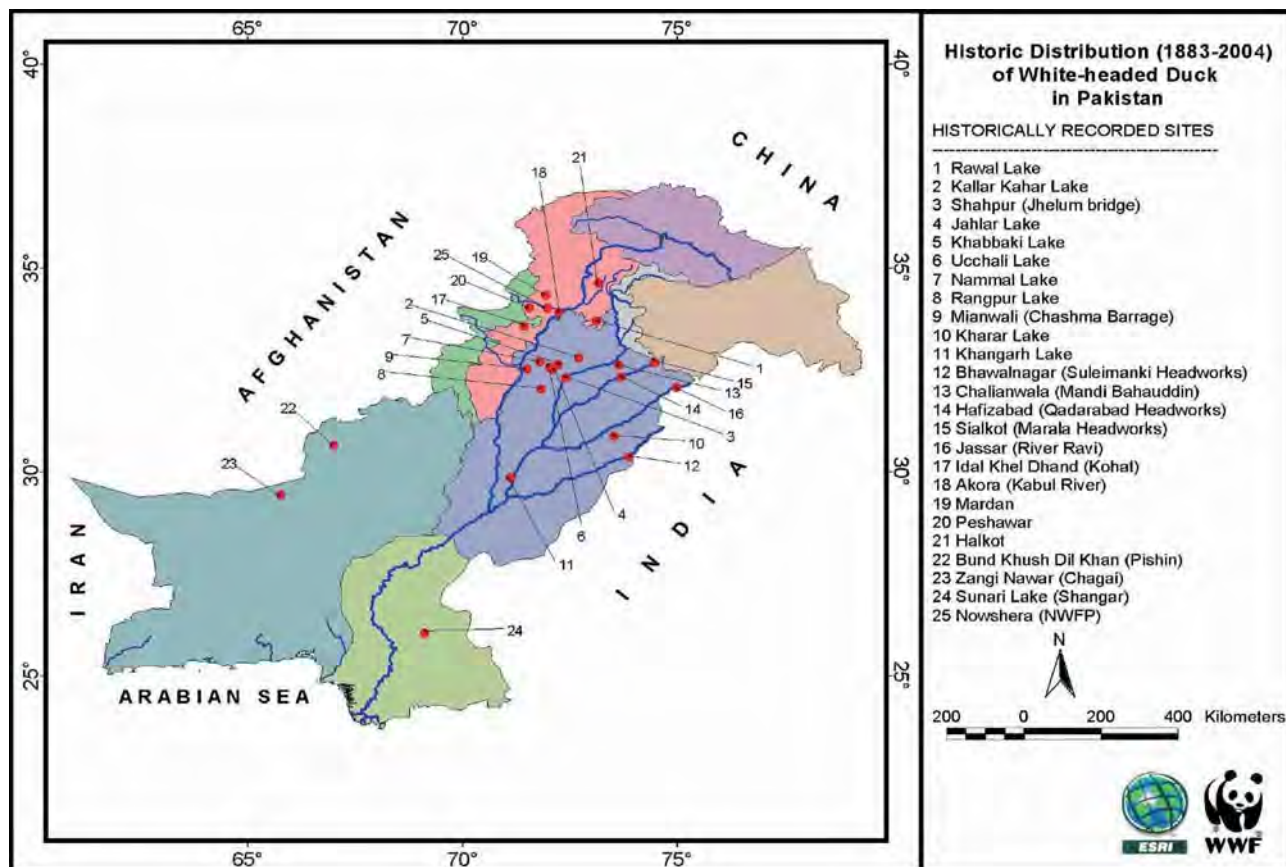 65°
70°
75°
40°
40°
35°
35°
30°
30°
25°
25°
65°
70°
75°
CHINA
AFGHANISTAN
IRAN
INDIA
ARABIAN SEA
21
18
25
19
20
17
2
5
7
9
8
1
15
13
16
14
3
10
12
4
6
11
22
23
24
Historic Distribution (1883-2004)
of White-headed Duck
in Pakistan
HISTORICALLY RECORDED SITES
1 Rawal Lake
2 Kallar Kahar Lake
3 Shahpur (Jhelum bridge)
4 Jahlar Lake
5 Khabbaki Lake
6 Ucchali Lake
7 Nammal Lake
8 Rangpur Lake
9 Mianwali (Chashma Barrage)
10 Kharar Lake
11 Khangarh Lake
12 Bhawalnagar (Suleimanki Headworks)
13 Chalianwala (Mandi Bahauddin)
14 Hafizabad (Qadarabad Headworks)
15 Sialkot (Marala Headworks)
16 Jassar (River Ravi)
17 Idal Khel Dhand (Kohat)
18 Akora (Kabul River)
19 Mardan
20 Peshawar
21 Halkot
22 Bund Khush Dil Khan (Pishin)
23 Zangi Nawar (Chagai)
24 Sunari Lake (Shangar)
25 Nowshera (NWFP)
N
200 0 200 400 Kilometers
ESRI
WWF